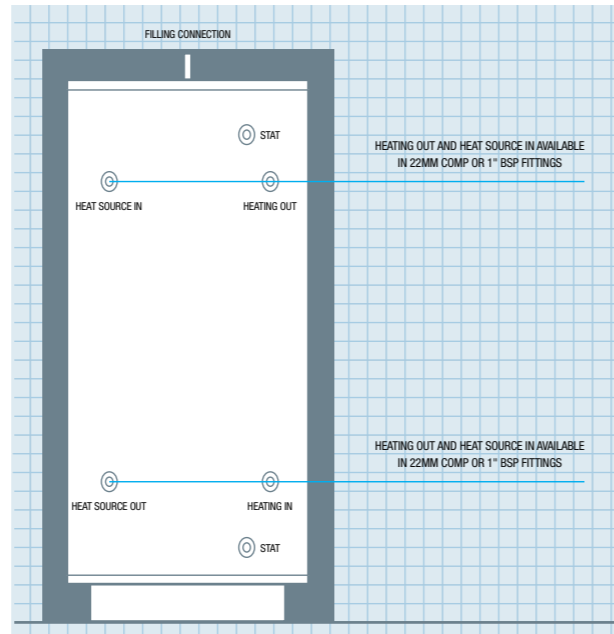 FILLING CONNECTION
STAT
HEATING OUT AND HEAT SOURCE IN AVAILABLE
IN 22MM COMP OR 1" BSP FITTINGS
HEAT SOURCE IN
HEATING OUT
HEATING OUT AND HEAT SOURCE IN AVAILABLE
IN 22MM COMP OR 1" BSP FITTINGS
HEAT SOURCE OUT
HEATING IN
STAT